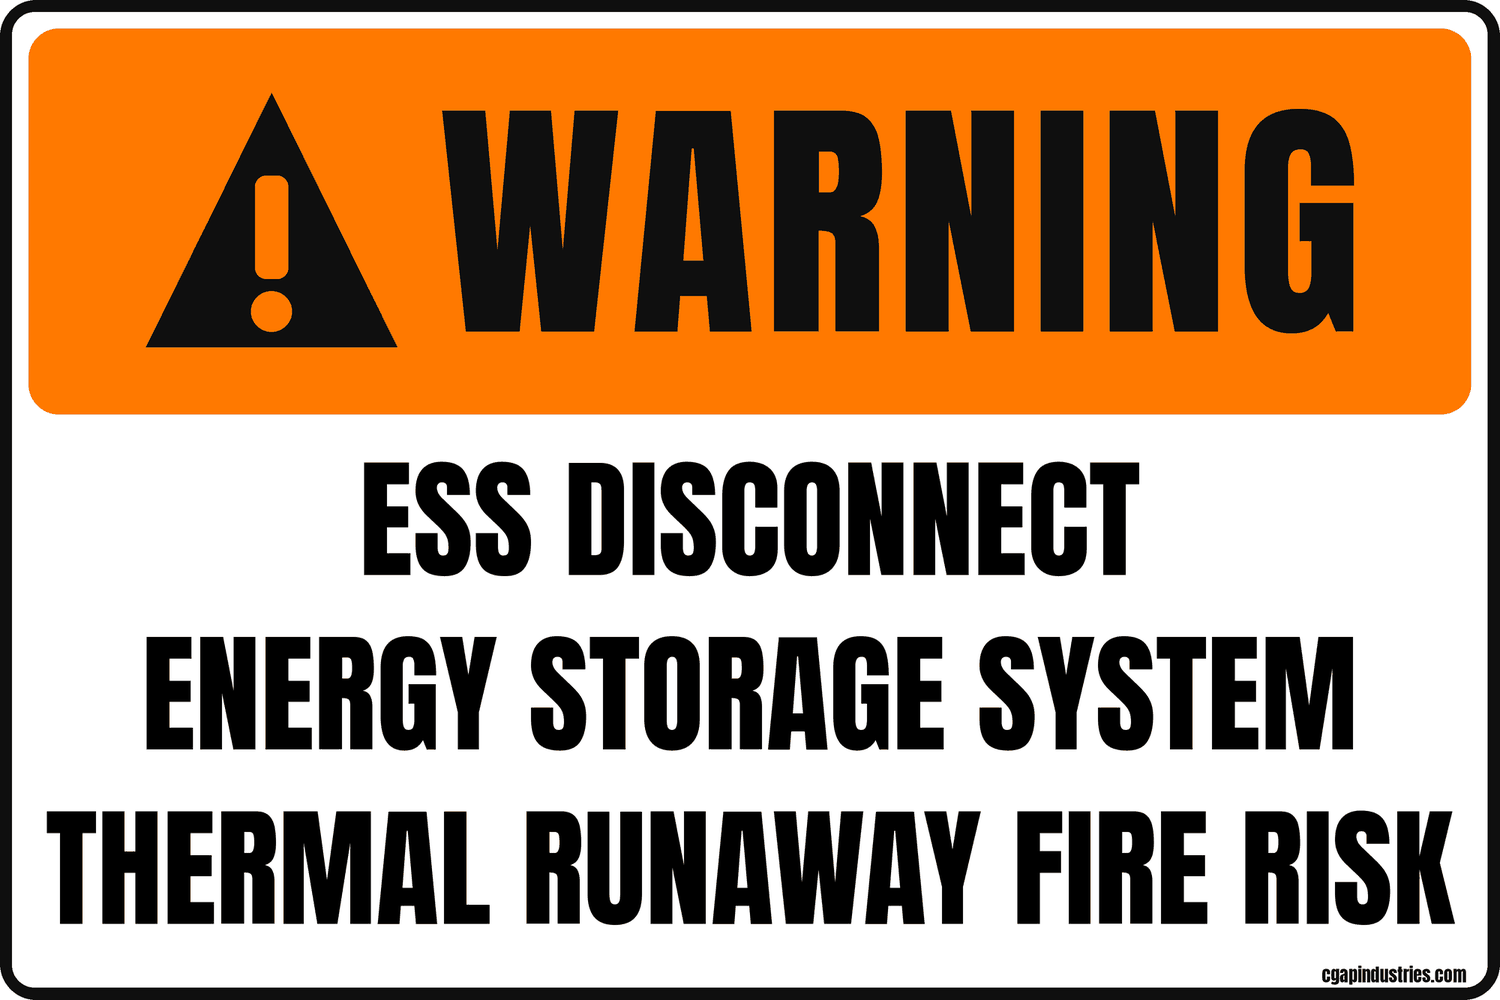 WARNING
ESS DISCONNECT
ENERGY STORAGE SYSTEM
THERMAL RUNAWAY FIRE RISK
cgapindustries.com